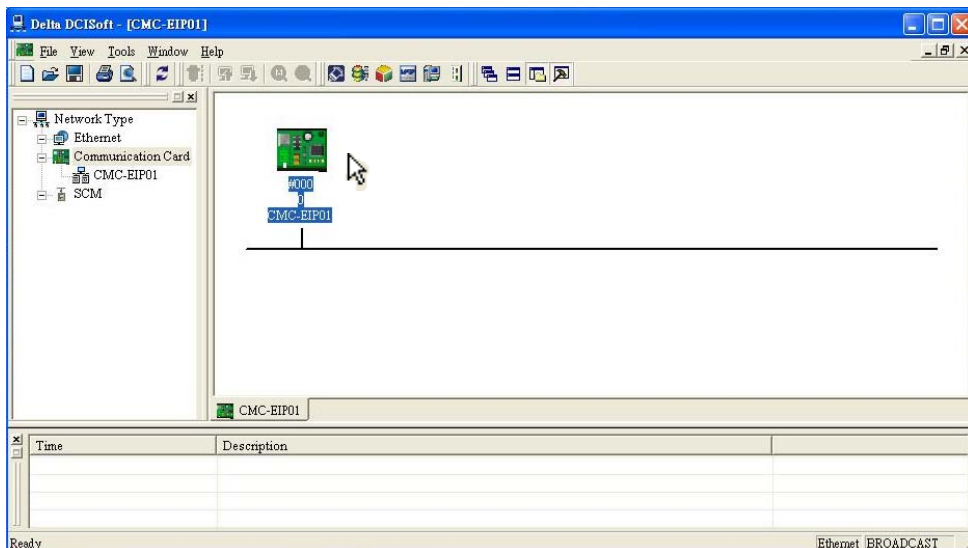 Delta DCISoft - [CMC-EIP01]
File View Tools Window Help
Network Type
Ethernet
Communication Card
CMC-EIP01
SCM
#000
0
CMC-EIP01
CMC-EIP01
Time Description
Ready Ethernet BROADCAST